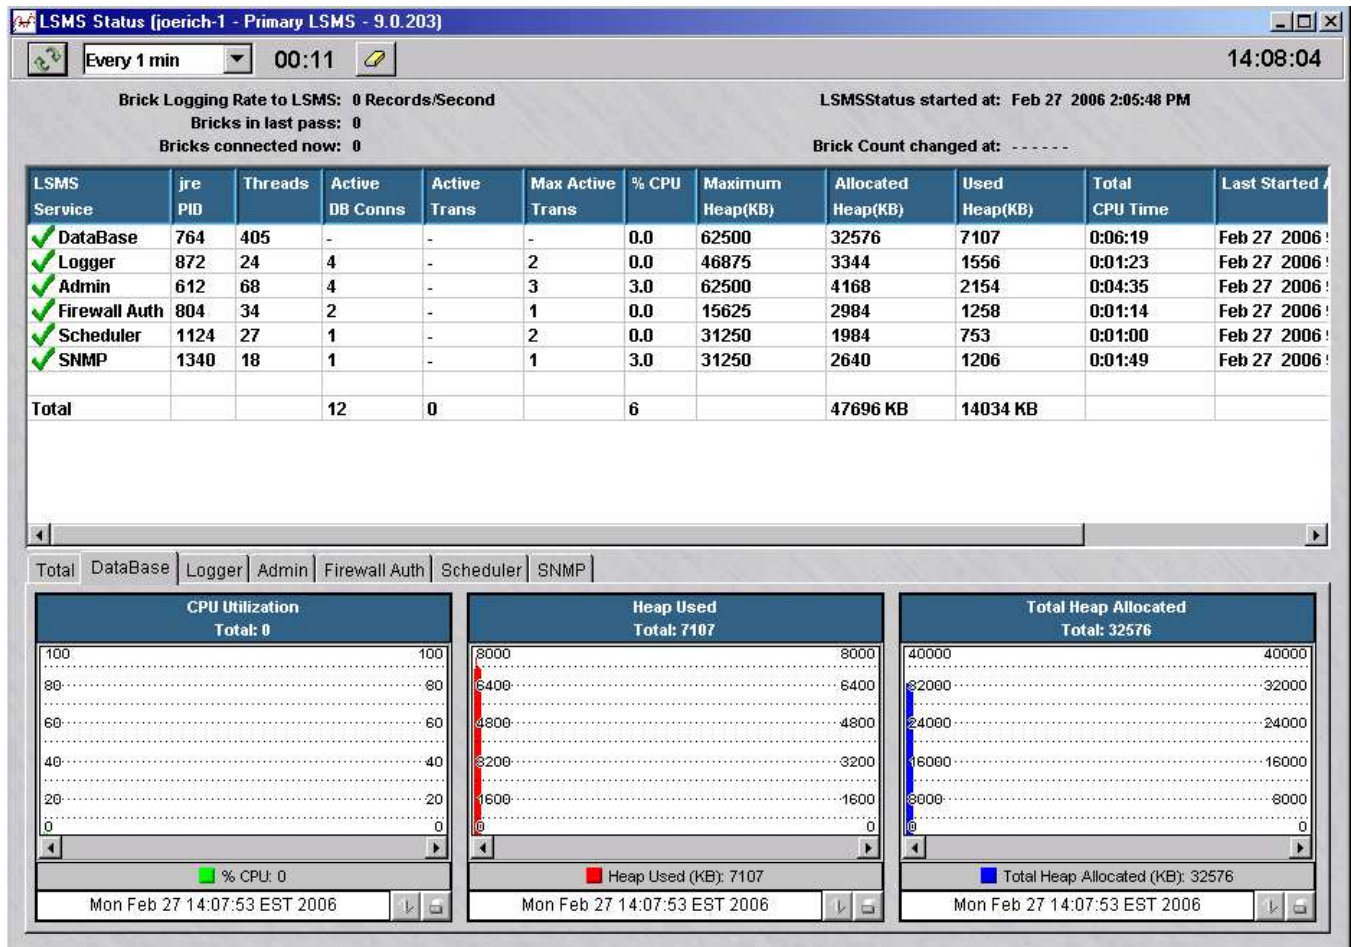 LSMS Status (joerich-1 - Primary LSMS - 9.0.203)
Every 1 min 00:11 14:08:04
Brick Logging Rate to LSMS: 0 Records/Second LSMSStatus started at: Feb 27 2006 2:05:48 PM
Bricks in last pass: 0
Bricks connected now: 0 Brick Count changed at: - - - - - -
LSMS jre Threads Active Active Max Active % CPU Maximum Allocated Used Total Last Started
Service PID DB Conns Trans Trans Heap(KB) Heap(KB) Heap(KB) CPU Time
DataBase 764 405 - - - 0.0 62500 32576 7107 0:06:19 Feb 27 2006
Logger 872 24 4 - 2 0.0 46875 3344 1556 0:01:23 Feb 27 2006
Admin 612 68 4 - 3 3.0 62500 4168 2154 0:04:35 Feb 27 2006
Firewall Auth 804 34 2 - 1 0.0 15625 2984 1258 0:01:14 Feb 27 2006
Scheduler 1124 27 1 - 2 0.0 31250 1984 753 0:01:00 Feb 27 2006
SNMP 1340 18 1 - 1 3.0 31250 2640 1206 0:01:49 Feb 27 2006
Total 12 0 6 47696 KB 14034 KB
Total DataBase Logger Admin Firewall Auth Scheduler SNMP
CPU Utilization
Total: 0
100 100
80 80
60 60
40 40
20 20
0 0
% CPU: 0
Mon Feb 27 14:07:53 EST 2006
Heap Used
Total: 7107
8000 8000
6400 6400
4800 4800
3200 3200
1600 1600
0 0
Heap Used (KB): 7107
Mon Feb 27 14:07:53 EST 2006
Total Heap Allocated
Total: 32576
40000 40000
32000 32000
24000 24000
16000 16000
8000 8000
0 0
Total Heap Allocated (KB): 32576
Mon Feb 27 14:07:53 EST 2006